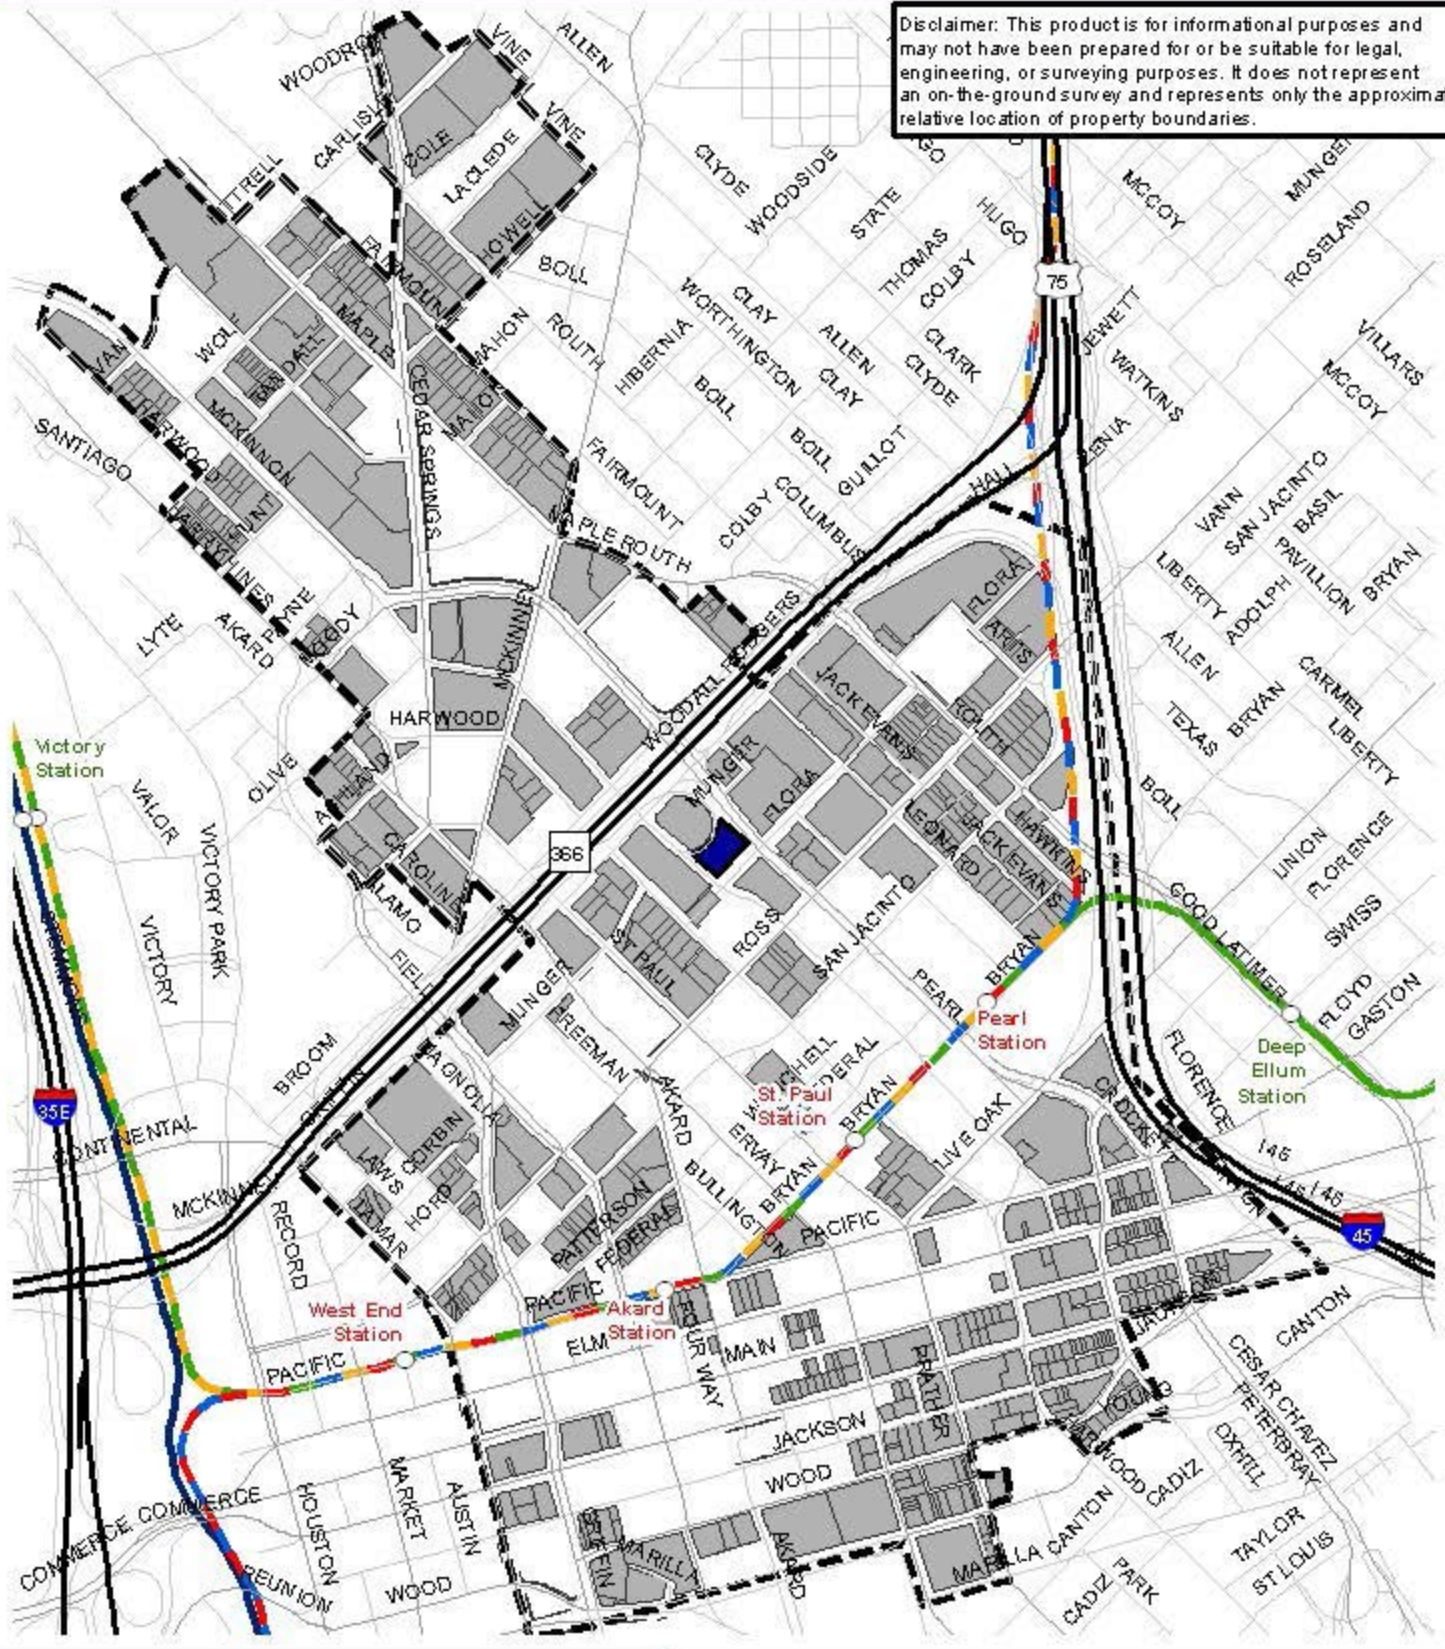 Disclaimer: This product is for informational purposes and
may not have been prepared for or be suitable for legal,
engineering, or surveying purposes. It does not represent
an on-the-ground survey and represents only the approximat
relative location of property boundaries.
VINE
ALLEN
CARLISLE
COLE
LACLEDE
VINE
HOWELL
BOLL
CLYDE
WOODSIDE
STATE
HUGO
MCCOY
ROSELAND
THOMAS
COLBY
75
FAIRMOUNT
MAPLE
MAHON
ROUTH
HIBERNIA
WORTHINGTON
CLAY
ALLEN
CLARK
JEWETT
WATKINS
VILLARS
MCCOY
VAN
BOLL
CLAY
CLYDE
CEDAR SPRINGS
MCKINNON
HARWOOD
SANTIAGO
FAIRMOUNT
BOLL
GUILLOT
HALL
COLBY
COLUMBUS
VANN
SAN JACINTO
BASIL
MAPLE ROUTH
PAVILLION
BRYAN
LIBERTY
ADOLPH
FLORA
ARTS
LYTE
AKARD
PAYNE
MCKINNEY
WOODALL RODGERS
ALLEN
CARMEL
HARWOOD
JACK EVANS
ROUTH
TEXAS
BRYAN
LIBERTY
Victory
Station
OLIVE
ASHLAND
MUNGER
FLORA
BOLL
VALOR
VICTORY PARK
CAROLINE
ALAMO
366
LEONARD
JACK EVANS
HAWKINS
UNION
FLORENCE
SWISS
GOOD LATIMER
STEMMONS
VICTORY
FIELD
ST PAUL
ROSS
SAN JACINTO
BRYAN
PEARL
FLOYD
GASTON
MUNGER
FREEMAN
Pearl
Station
Deep
Ellum
Station
BROOM
MAGNOLIA
AKARD
St. Paul
Station
FEDERAL
BRYAN
ERVAY
LIVE OAK
CROCKETT
FLORENCE
I 45
35E
CONTINENTAL
LAWS
CORBIN
HORD
LAMAR
RECORD
PATTERSON
FEDERAL
BULLINGTON
BRYAN
PACIFIC
I 45
45
West End
Station
PACIFIC
Akard
Station
FOUR WAY
PACIFIC
ELM
MAIN
PRATHER
JACKSON
CANTON
CESAR CHAVEZ
PETERBRAY
OXHILL
JACKSON
YOUNG
HARWOOD
CADIZ
WOOD
COMMERCE
COMMERCE
HOUSTON
MARKET
AUSTIN
GRIFFIN
MARILLA
AKARD
MARILLA
CANTON
TAYLOR
ST LOUIS
REUNION
WOOD
CADIZ
PARK